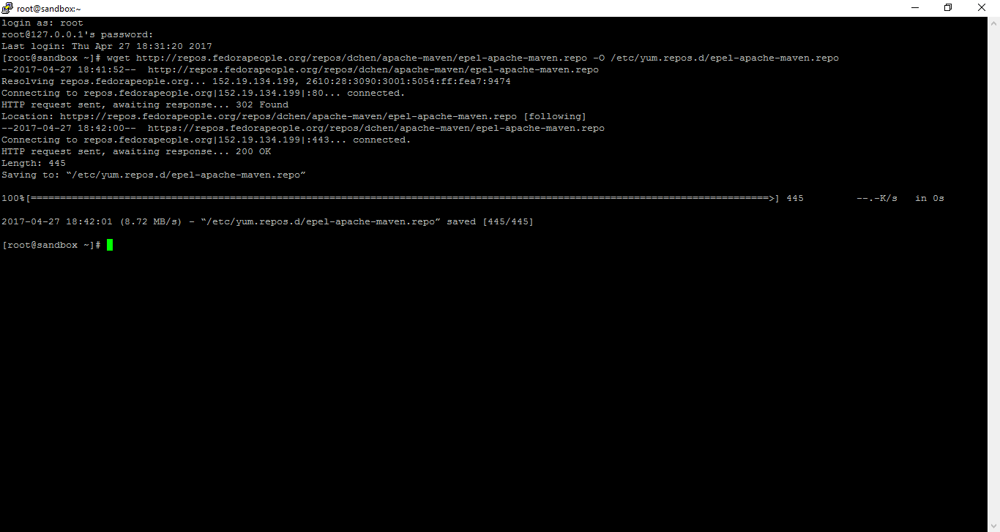 root@sandbox:~
login as: root
root@127.0.0.1's password:
Last login: Thu Apr 27 18:31:20 2017
[root@sandbox ~]# wget http://repos.fedorapeople.org/repos/dchen/apache-maven/epel-apache-maven.repo -O /etc/yum.repos.d/epel-apache-maven.repo
--2017-04-27 18:41:52--  http://repos.fedorapeople.org/repos/dchen/apache-maven/epel-apache-maven.repo
Resolving repos.fedorapeople.org... 152.19.134.199, 2610:28:3090:3001:5054:ff:fea7:9474
Connecting to repos.fedorapeople.org|152.19.134.199|:80... connected.
HTTP request sent, awaiting response... 302 Found
Location: https://repos.fedorapeople.org/repos/dchen/apache-maven/epel-apache-maven.repo [following]
--2017-04-27 18:42:00--  https://repos.fedorapeople.org/repos/dchen/apache-maven/epel-apache-maven.repo
Connecting to repos.fedorapeople.org|152.19.134.199|:443... connected.
HTTP request sent, awaiting response... 200 OK
Length: 445
Saving to: “/etc/yum.repos.d/epel-apache-maven.repo”
100%[==============================================================================================================================>] 445         --.-K/s   in 0s
2017-04-27 18:42:01 (8.72 MB/s) - “/etc/yum.repos.d/epel-apache-maven.repo” saved [445/445]
[root@sandbox ~]#